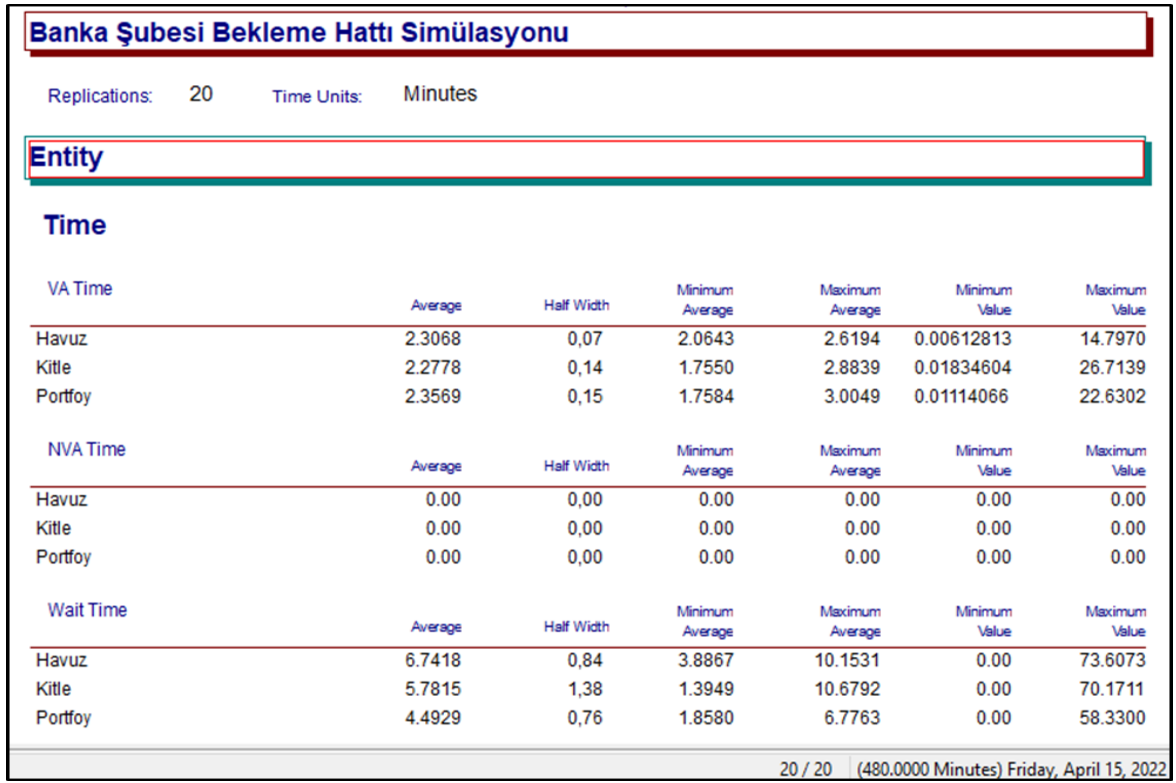 Banka Şubesi Bekleme Hattı Simülasyonu
Replications: 20 Time Units: Minutes
Entity
Time
VA Time Average Half Width Minimum Average Maximum Average Minimum Value Maximum Value
Havuz 2.3068 0,07 2.0643 2.6194 0.00612813 14.7970
Kitle 2.2778 0,14 1.7550 2.8839 0.01834604 26.7139
Portfoy 2.3569 0,15 1.7584 3.0049 0.01114066 22.6302
NVA Time Average Half Width Minimum Average Maximum Average Minimum Value Maximum Value
Havuz 0.00 0,00 0.00 0.00 0.00 0.00
Kitle 0.00 0,00 0.00 0.00 0.00 0.00
Portfoy 0.00 0,00 0.00 0.00 0.00 0.00
Wait Time Average Half Width Minimum Average Maximum Average Minimum Value Maximum Value
Havuz 6.7418 0,84 3.8867 10.1531 0.00 73.6073
Kitle 5.7815 1,38 1.3949 10.6792 0.00 70.1711
Portfoy 4.4929 0,76 1.8580 6.7763 0.00 58.3300
20 / 20 (480.0000 Minutes) Friday, April 15, 2022